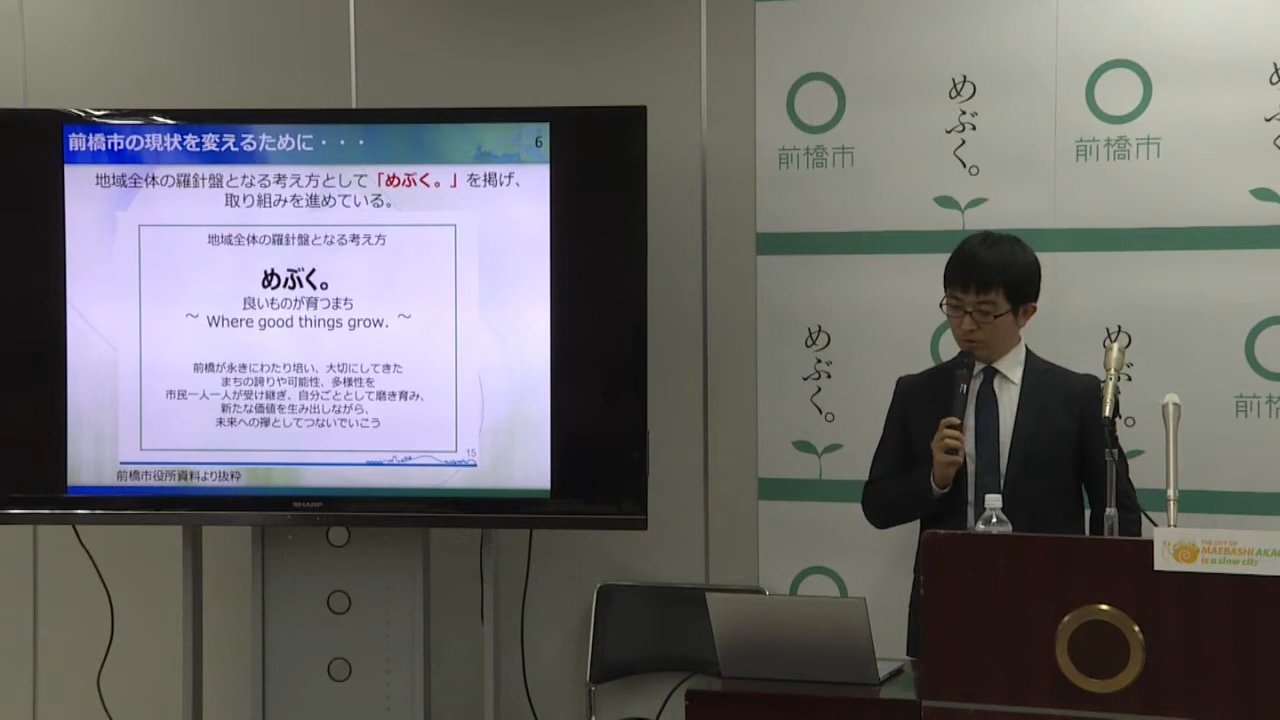 前橋市の現状を変えるために・・・
6
地域全体の羅針盤となる考え方として「めぶく。」を掲げ、
取り組みを進めている。
地域全体の羅針盤となる考え方
めぶく。
良いものが育つまち
～ Where good things grow. ～
前橋が永きにわたり培い、大切にしてきた
まちの誇りや可能性、多様性を
市民一人一人が受け継ぎ、自分ごととして磨き育み、
新たな価値を生み出しながら、
未来への襷としてつないでいこう
15
前橋市役所資料より抜粋
SHARP
前橋市
めぶく。
前橋市
めぶく。
THE CITY OF
MAEBASHI AKAG
is a slow city